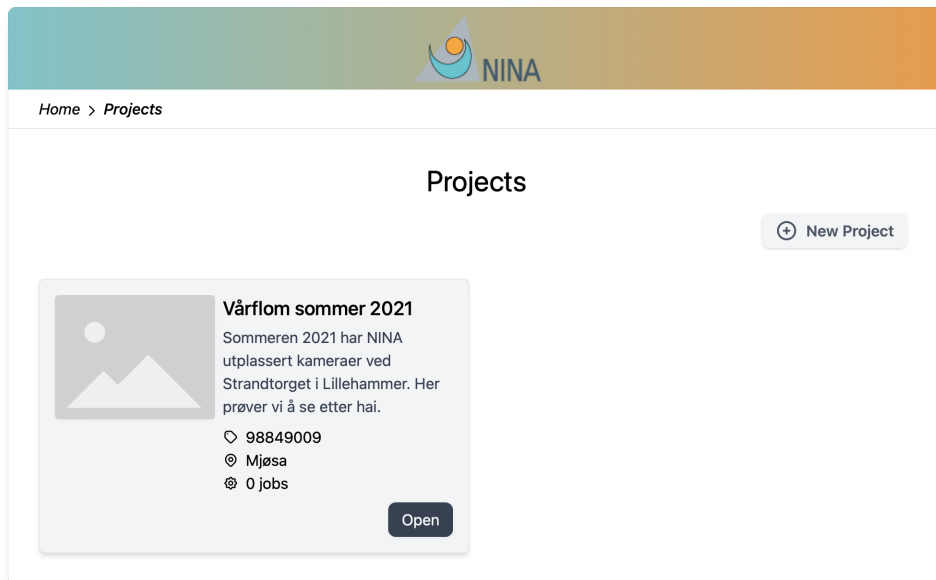 NINA
Home > Projects
Projects
New Project
Vårflom sommer 2021
Sommeren 2021 har NINA
utplassert kameraer ved
Strandtorget i Lillehammer. Her
prøver vi å se etter hai.
98849009
Mjøsa
0 jobs
Open